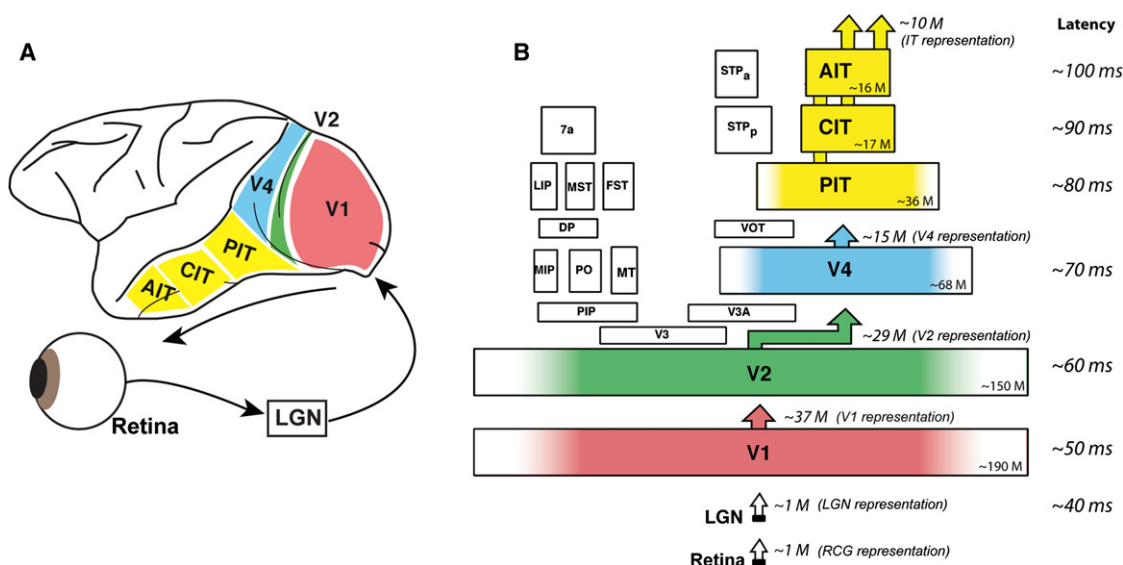 A
V2
V4
V1
PIT
CIT
AIT
Retina
LGN
B
Latency
~10 M
(IT representation)
STPa
AIT
~16 M
~100 ms
7a
STPp
CIT
~17 M
~90 ms
LIP
MST
FST
PIT
~36 M
~80 ms
DP
VOT
~15 M (V4 representation)
MIP
PO
MT
V4
~68 M
~70 ms
PIP
V3A
V3
~29 M (V2 representation)
V2
~150 M
~60 ms
~37 M (V1 representation)
V1
~190 M
~50 ms
LGN
~1 M (LGN representation)
~40 ms
Retina
~1 M (RCG representation)